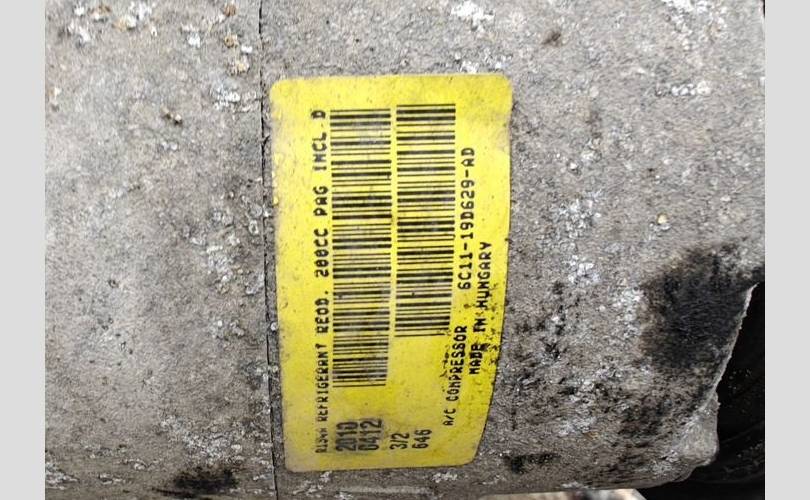 R134A REFRIGERANT REQD. 200CC PAG INCL.D
2010
0412
3/2
646
A/C COMPRESSOR 6C11-19D629-AD
MADE IN HUNGARY